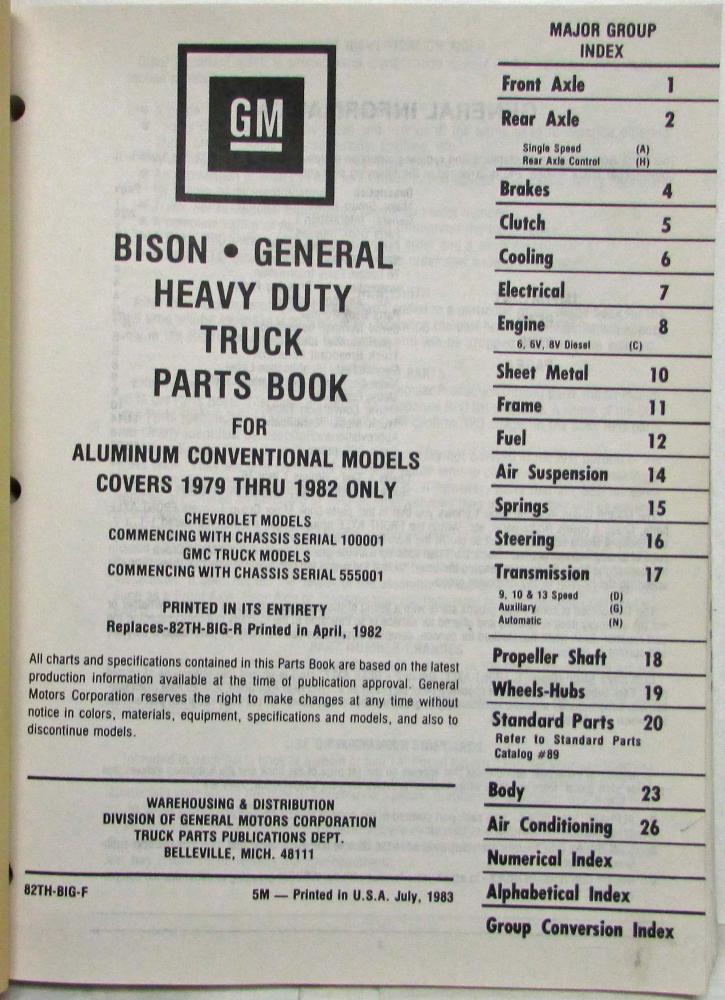 GM
BISON • GENERAL
HEAVY DUTY
TRUCK
PARTS BOOK
FOR
ALUMINUM CONVENTIONAL MODELS
COVERS 1979 THRU 1982 ONLY
CHEVROLET MODELS
COMMENCING WITH CHASSIS SERIAL 100001
GMC TRUCK MODELS
COMMENCING WITH CHASSIS SERIAL 555001
PRINTED IN ITS ENTIRETY
Replaces-82TH-BIG-R Printed in April, 1982
All charts and specifications contained in this Parts Book are based on the latest
production information available at the time of publication approval. General
Motors Corporation reserves the right to make changes at any time without
notice in colors, materials, equipment, specifications and models, and also to
discontinue models.
WAREHOUSING & DISTRIBUTION
DIVISION OF GENERAL MOTORS CORPORATION
TRUCK PARTS PUBLICATIONS DEPT.
BELLEVILLE, MICH. 48111
82TH-BIG-F 5M — Printed in U.S.A. July, 1983
MAJOR GROUP
INDEX
Front Axle 1
Rear Axle 2
Single Speed (A)
Rear Axle Control (H)
Brakes 4
Clutch 5
Cooling 6
Electrical 7
Engine 8
6, 6V, 8V Diesel (C)
Sheet Metal 10
Frame 11
Fuel 12
Air Suspension 14
Springs 15
Steering 16
Transmission 17
9, 10 & 13 Speed (D)
Auxiliary (G)
Automatic (N)
Propeller Shaft 18
Wheels-Hubs 19
Standard Parts 20
Refer to Standard Parts
Catalog #89
Body 23
Air Conditioning 26
Numerical Index
Alphabetical Index
Group Conversion Index